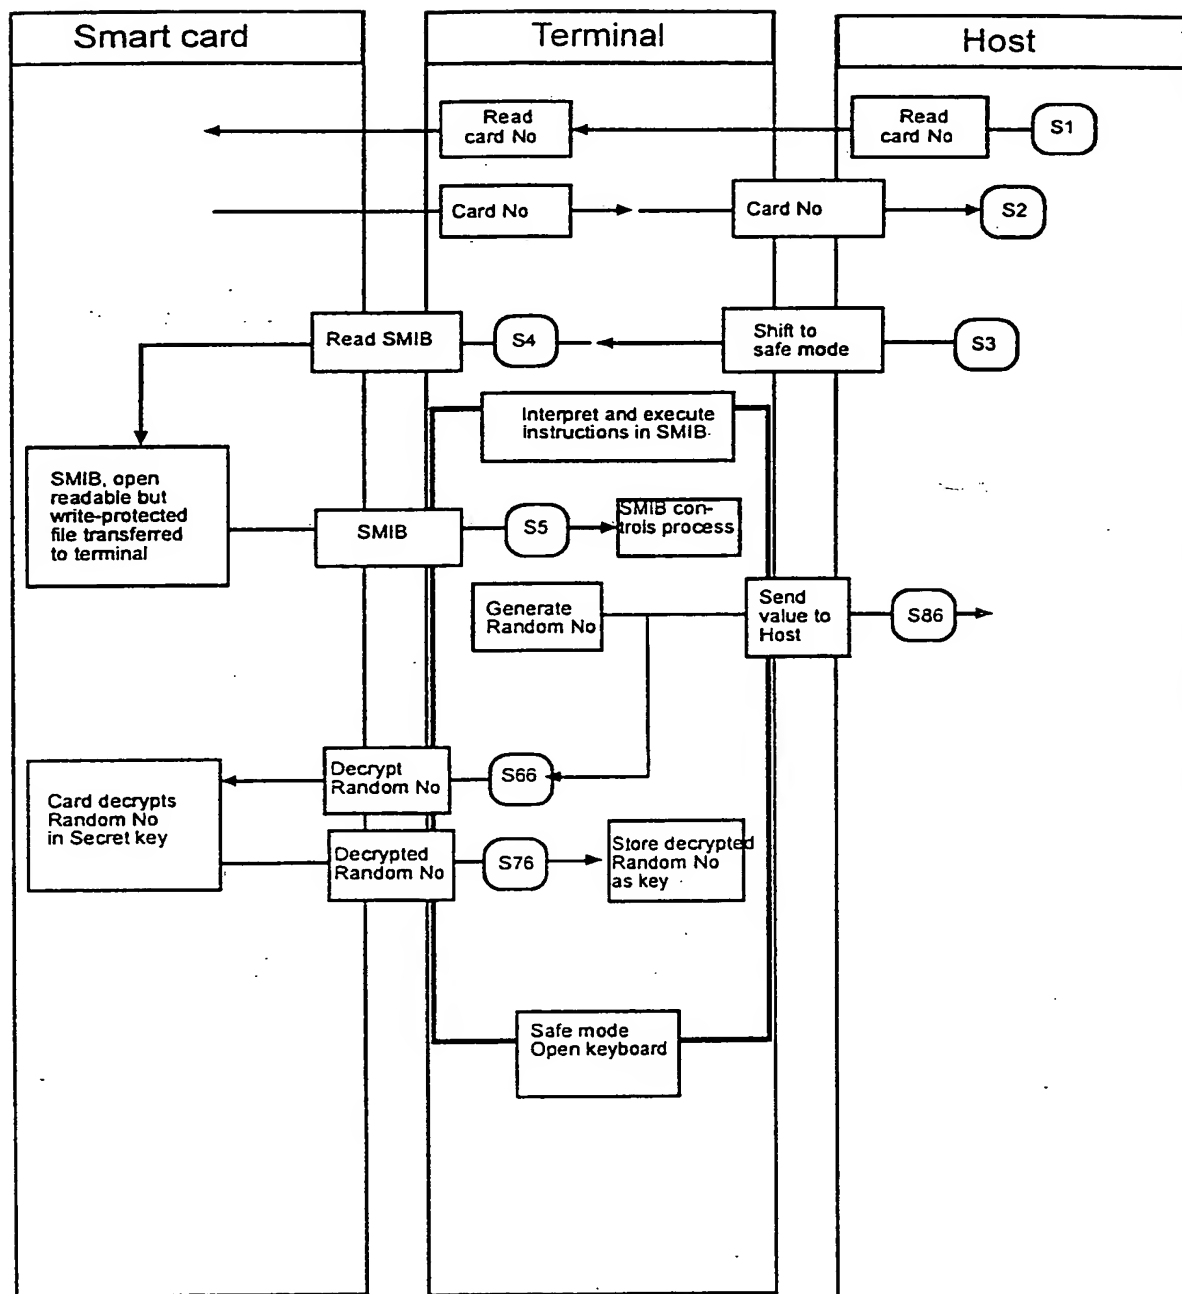 Smart card
Terminal
Host
Read
card No
Read
card No
S1
Card No
Card No
S2
Read SMIB
S4
Shift to
safe mode
S3
Interpret and execute
instructions in SMIB.
SMIB, open
readable but
write-protected
file transferred
to terminal
SMIB
S5
SMIB con-
trols process
Generate
Random No
Send
value to
Host
S86
Decrypt
Random No
S66
Card decrypts
Random No
in Secret key
Decrypted
Random No
S76
Store decrypted
Random No
as key
Safe mode
Open keyboard